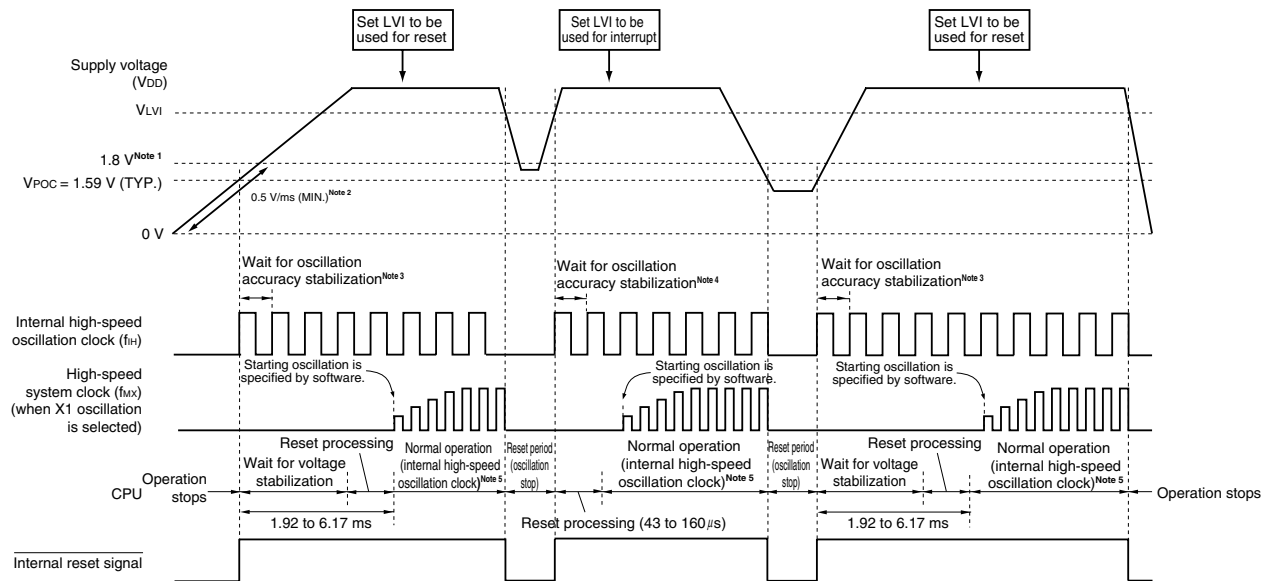 Set LVI to be
used for reset
Set LVI to be
used for interrupt
Set LVI to be
used for reset
Supply voltage
(VDD)
VLVI
1.8 V Note 1
VPOC = 1.59 V (TYP.)
0.5 V/ms (MIN.) Note 2
0 V
Wait for oscillation
accuracy stabilization Note 3
Wait for oscillation
accuracy stabilization Note 4
Wait for oscillation
accuracy stabilization Note 3
Internal high-speed
oscillation clock (fIH)
High-speed
system clock (fMX)
(when X1 oscillation
is selected)
Starting oscillation is
specified by software.
Starting oscillation is
specified by software.
Starting oscillation is
specified by software.
CPU
Operation
stops
Wait for voltage
stabilization
Reset processing
Normal operation
(internal high-speed
oscillation clock) Note 5
Reset period
(oscillation
stop)
Normal operation
(internal high-speed
oscillation clock) Note 5
Reset period
(oscillation
stop)
Wait for voltage
stabilization
Reset processing
Normal operation
(internal high-speed
oscillation clock) Note 5
Operation stops
1.92 to 6.17 ms
Reset processing (43 to 160 μs)
1.92 to 6.17 ms
Internal reset signal